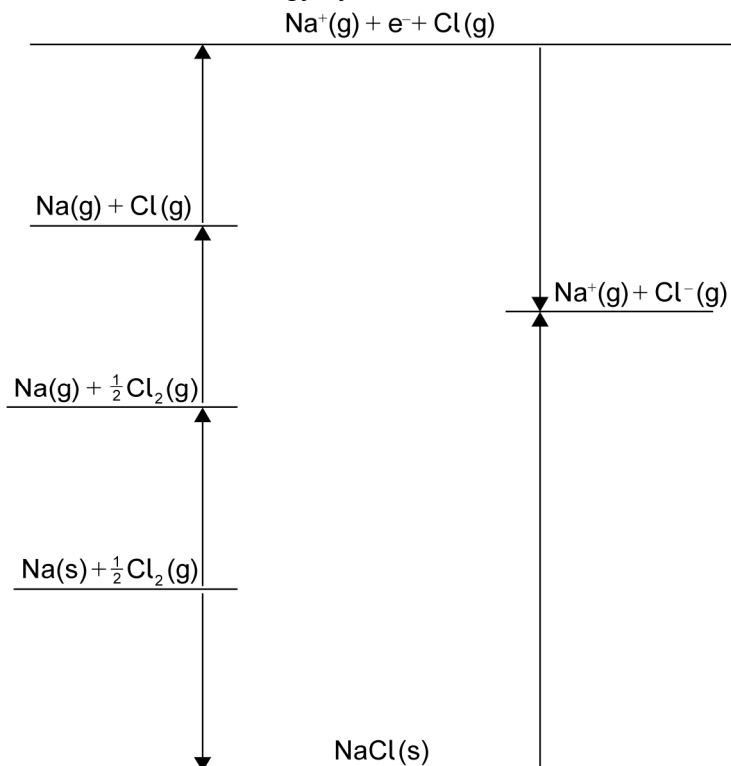 Na⁺(g) + e⁻+ Cl(g)
Na(g) + Cl(g)
Na⁺(g) + Cl⁻(g)
Na(g) + ½Cl₂(g)
Na(s)+½Cl₂(g)
NaCl(s)